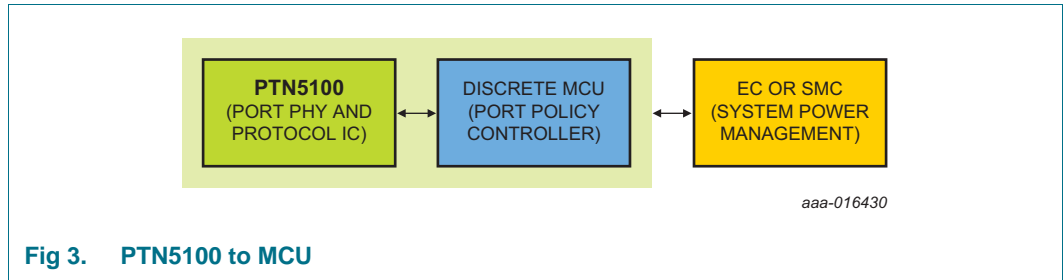 PTN5100
(PORT PHY AND
PROTOCOL IC)
DISCRETE MCU
(PORT POLICY
CONTROLLER)
EC OR SMC
(SYSTEM POWER
MANAGEMENT)
aaa-016430
Fig 3. PTN5100 to MCU